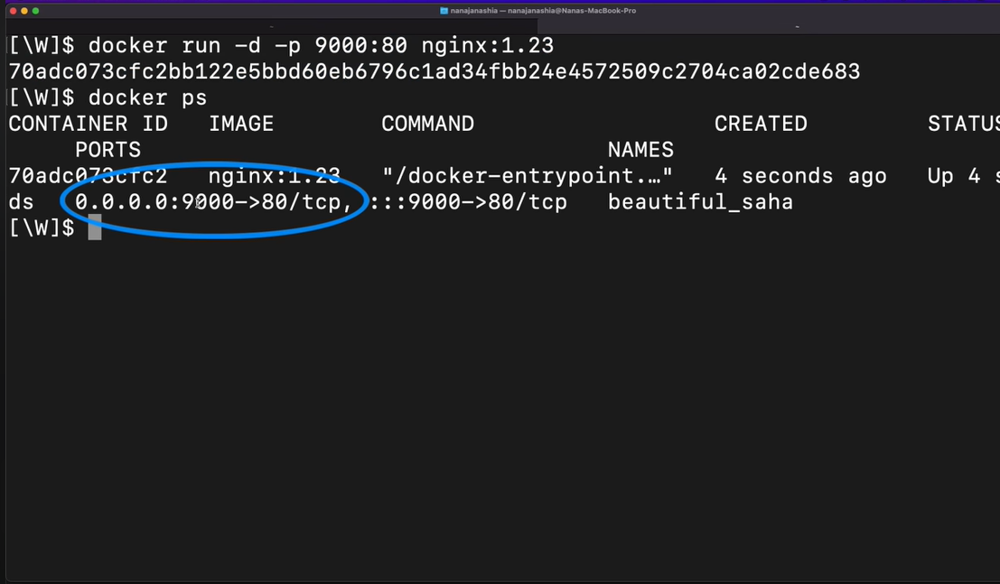 nanajanashia — nanajanashia@Nanas-MacBook-Pro
[\W]$ docker run -d -p 9000:80 nginx:1.23
70adc073cfc2bb122e5bbd60eb6796c1ad34fbb24e4572509c2704ca02cde683
[\W]$ docker ps
CONTAINER ID   IMAGE        COMMAND                  CREATED         STATUS
     PORTS                                   NAMES
70adc073cfc2   nginx:1.23   "/docker-entrypoint.…"   4 seconds ago   Up 4 s
ds   0.0.0.0:9000->80/tcp, :::9000->80/tcp   beautiful_saha
[\W]$